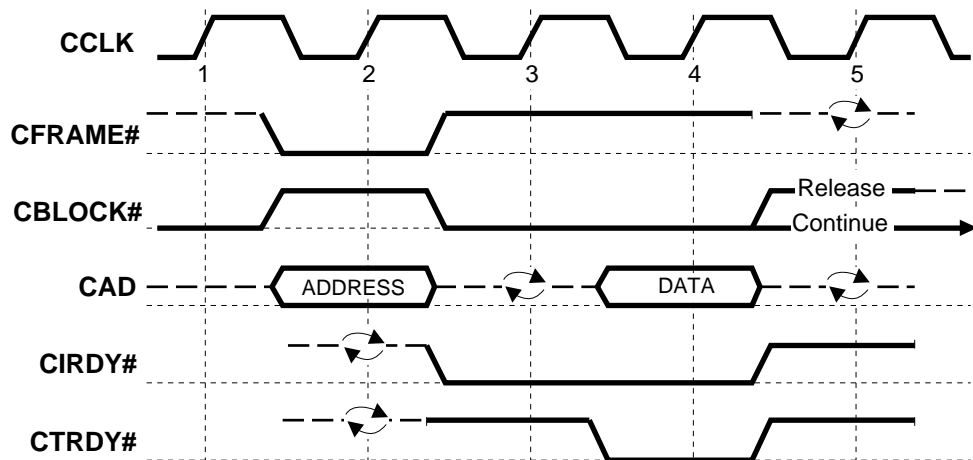 CCLK
1 2 3 4 5
CFRAME#
CBLOCK#
Release
Continue
CAD
ADDRESS
DATA
CIRDY#
CTRDY#